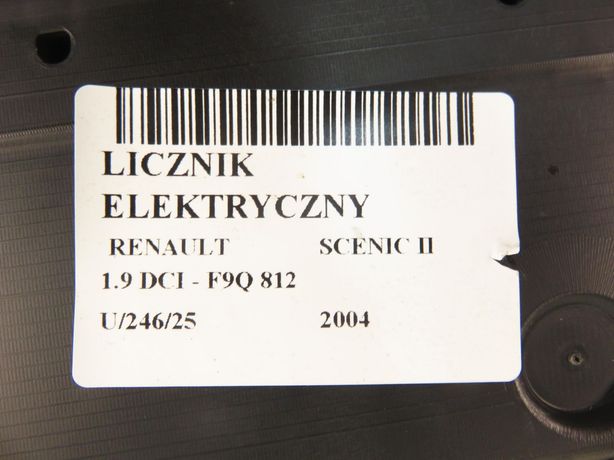 LICZNIK
ELEKTRYCZNY
RENAULT SCENIC II
1.9 DCI - F9Q 812
U/246/25 2004